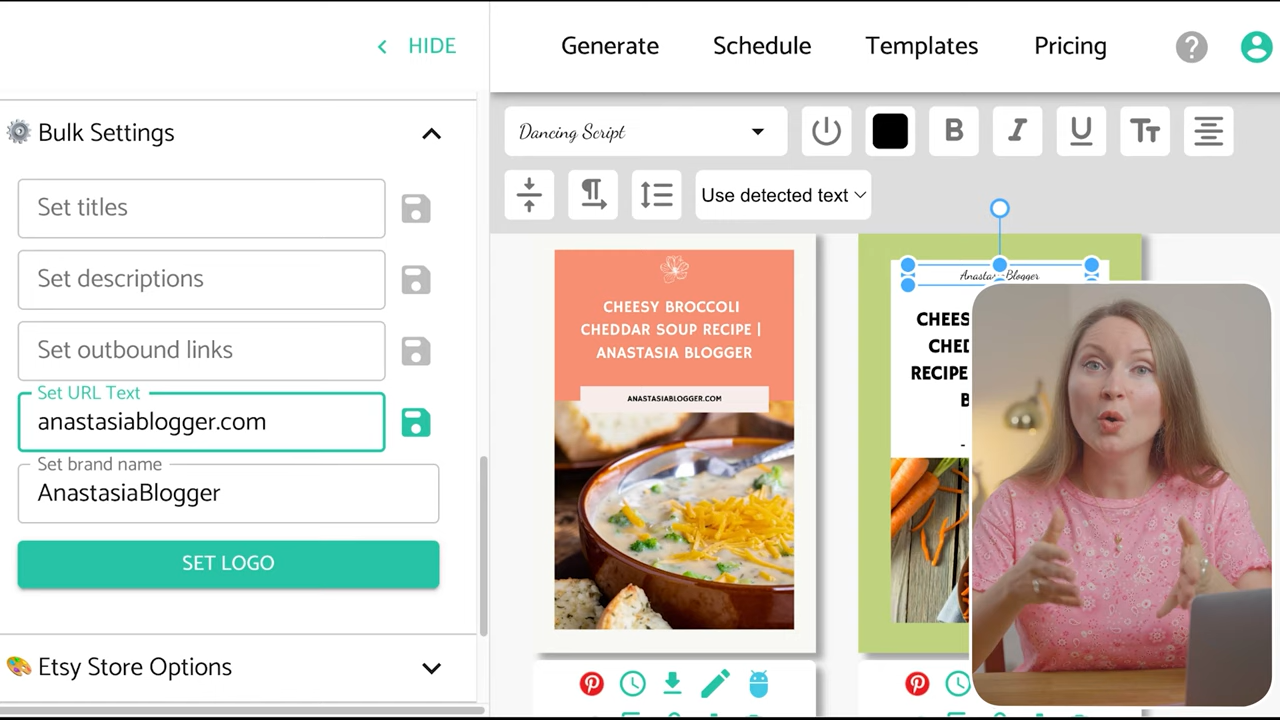 HIDE
Generate
Schedule
Templates
Pricing
?
Bulk Settings
Set titles
Set descriptions
Set outbound links
Set URL Text
anastasiablogger.com
Set brand name
AnastasiaBlogger
SET LOGO
Etsy Store Options
Dancing Script
B
I
U
TT
Use detected text
CHEESY BROCCOLI
CHEDDAR SOUP RECIPE |
ANASTASIA BLOGGER
ANASTASIABLOGGER.COM
Blogger
CHEES
CHED
RECIPE
B
-